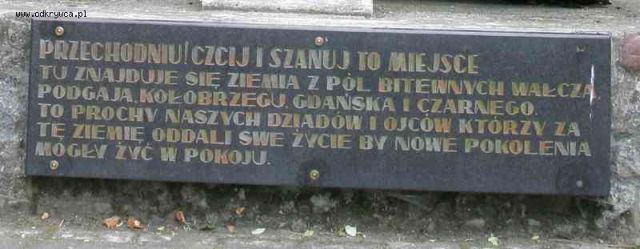 www.odkrywca.pl
PRZECHODNIU! CZCIJ I SZANUJ TO MIEJSCE
TU ZNAJDUJE SIĘ ZIEMIA Z PÓL BITEWNYCH WAŁCZA,
PODGAJA, KOŁOBRZEGU, GDAŃSKA I CZARNEGO.
TO PROCHY NASZYCH DZIADÓW I OJCÓW KTÓRZY ZA
TĘ ZIEMIĘ ODDALI SWE ŻYCIE BY NOWE POKOLENIA
MOGŁY ŻYĆ W POKOJU.